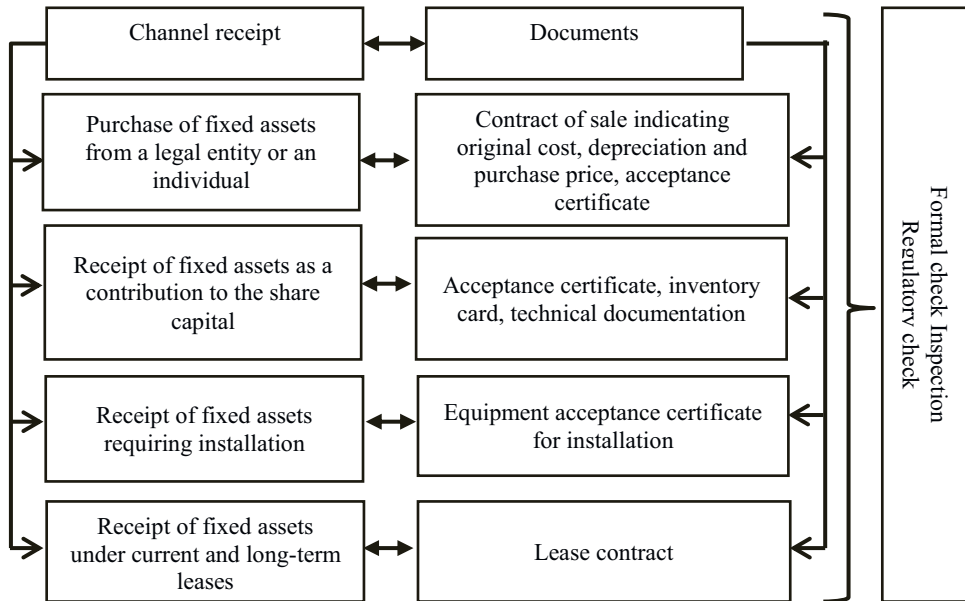 Channel receipt
Documents
Purchase of fixed assets
from a legal entity or an
individual
Contract of sale indicating
original cost, depreciation and
purchase price, acceptance
certificate
Receipt of fixed assets as a
contribution to the share
capital
Acceptance certificate, inventory
card, technical documentation
Receipt of fixed assets
requiring installation
Equipment acceptance certificate
for installation
Receipt of fixed assets
under current and long-term
leases
Lease contract
Formal check Inspection
Regulatory check